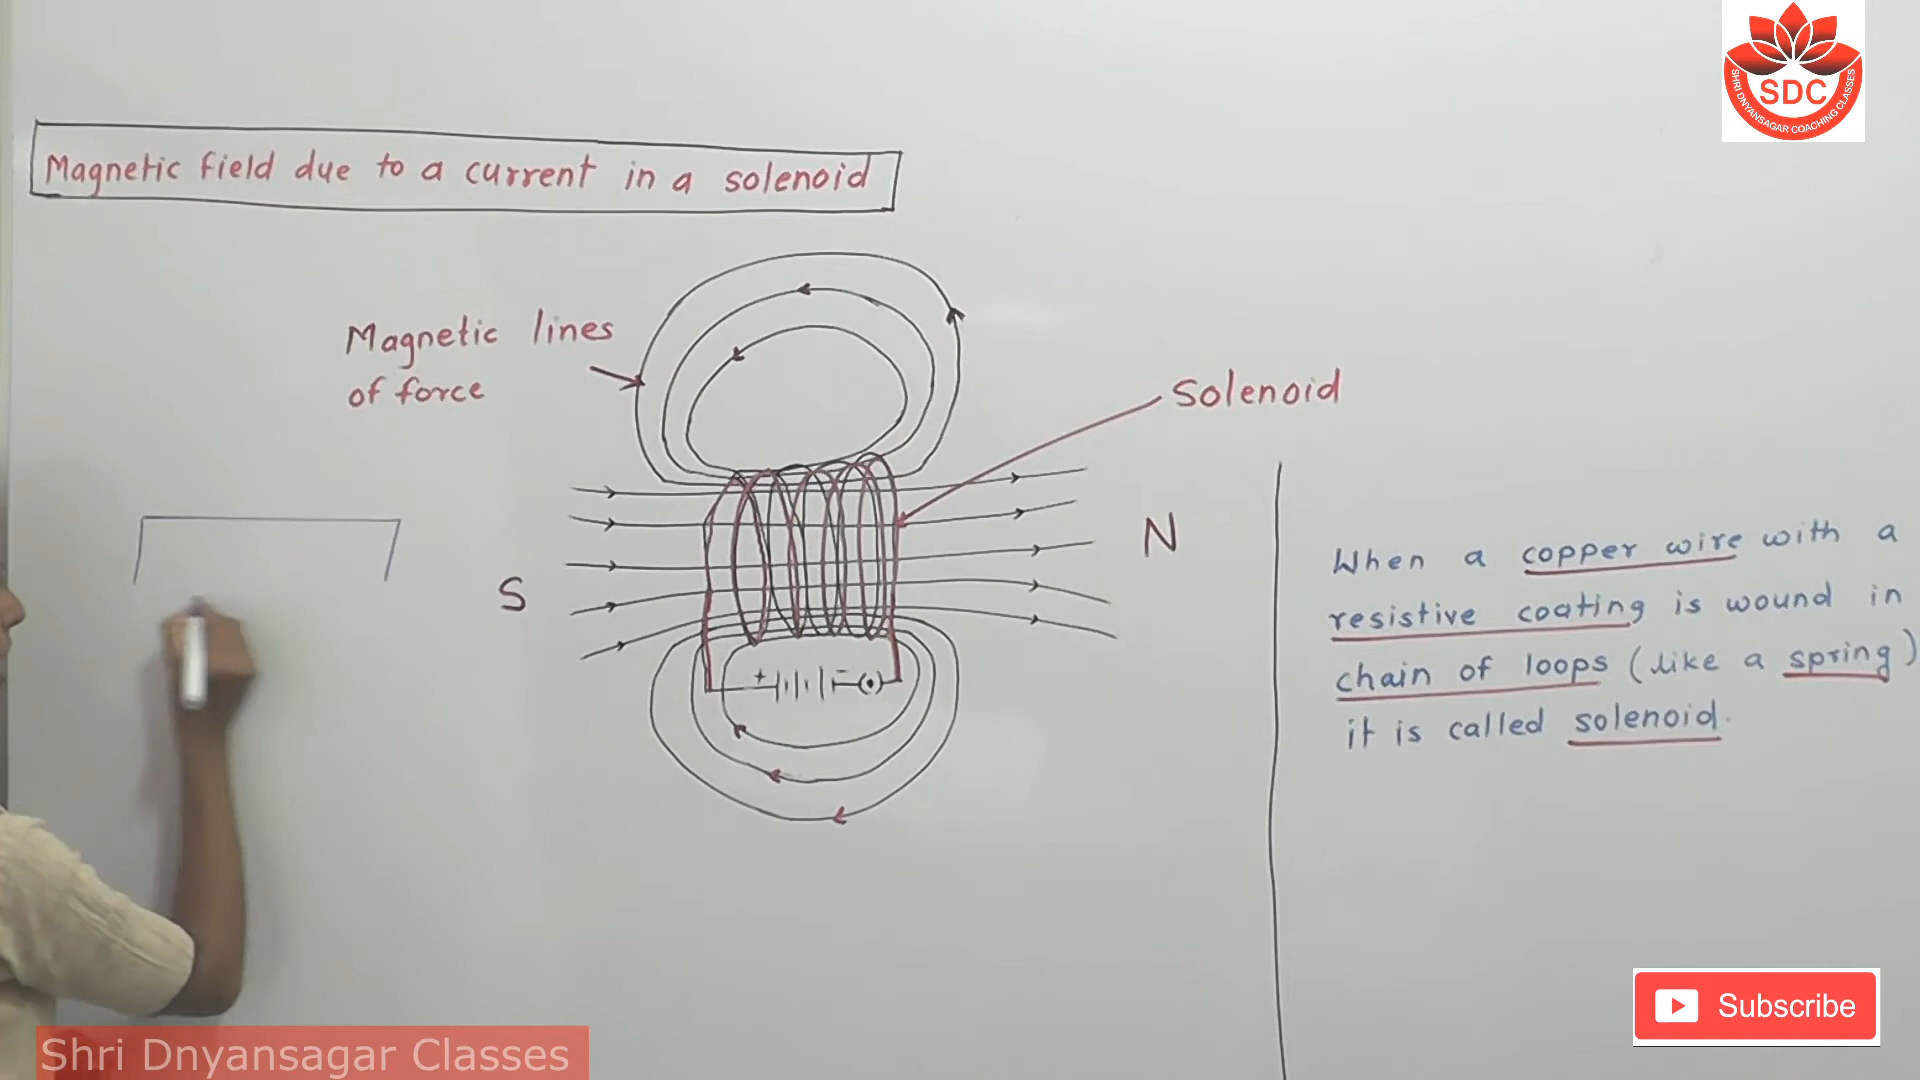 SHRI DNYANSAGAR COACHING CLASSES
SDC
Magnetic field due to a current in a solenoid
Magnetic lines
of force
Solenoid
S
N
+ -
When a copper wire with a
resistive coating is wound in
chain of loops (like a spring)
it is called solenoid.
Subscribe
Shri Dnyansagar Classes